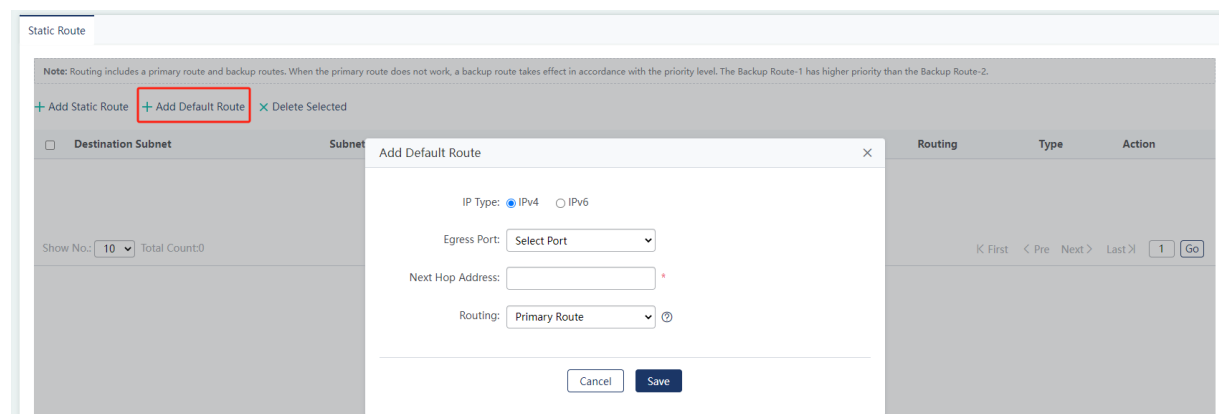 Static Route
Note: Routing includes a primary route and backup routes. When the primary route does not work, a backup route takes effect in accordance with the priority level. The Backup Route-1 has higher priority than the Backup Route-2.
+ Add Static Route + Add Default Route × Delete Selected
Destination Subnet Subnet Routing Type Action
Add Default Route ×
IP Type: IPv4 IPv6
Egress Port: Select Port
Show No.: 10 Total Count:0 First Pre Next Last 1 Go
Next Hop Address: *
Routing: Primary Route ?
Cancel Save